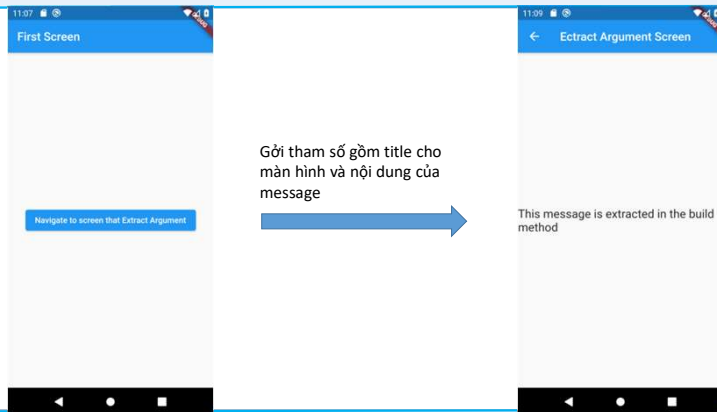 11:07
First Screen
Navigate to screen that Extract Argument
Gởi tham số gồm title cho
màn hình và nội dung của
message
11:09
Ectract Argument Screen
This message is extracted in the build
method